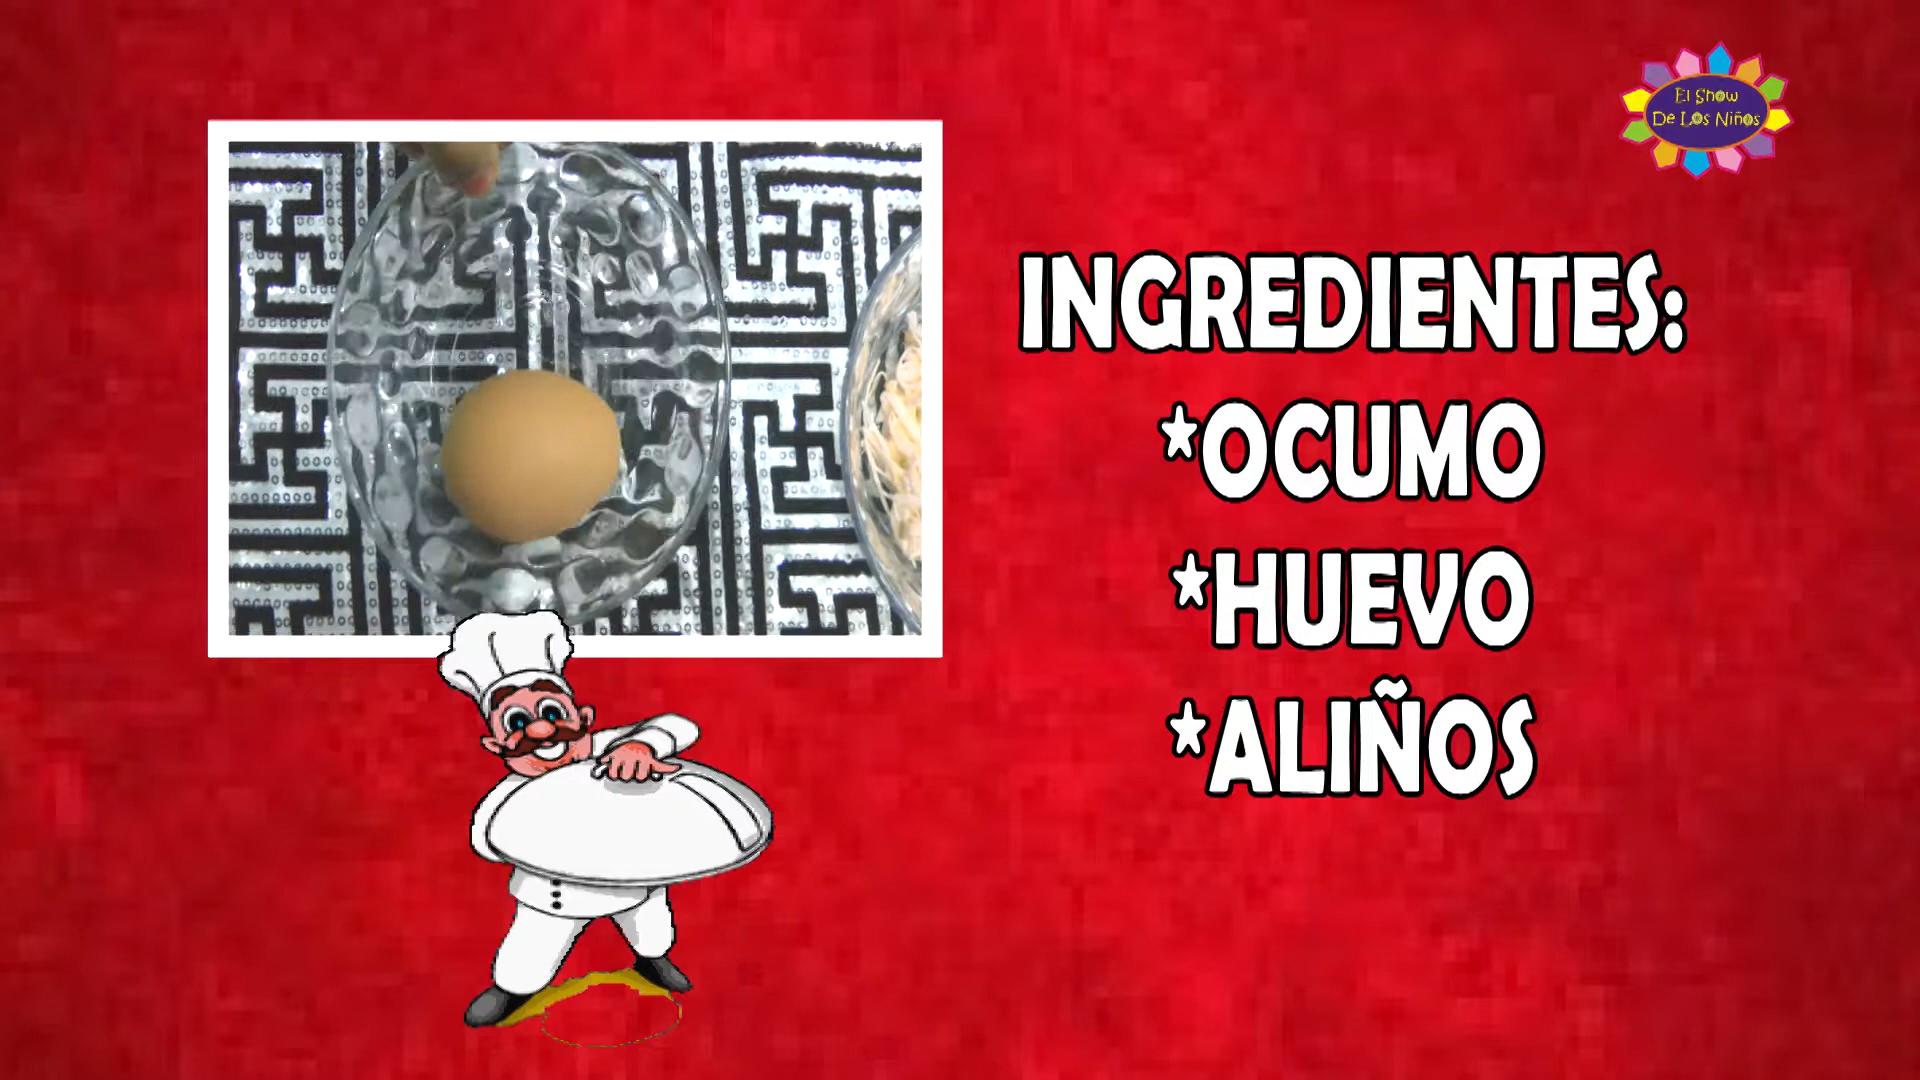 El Show
De Los Niños
INGREDIENTES:
*OCUMO
*HUEVO
*ALIÑOS